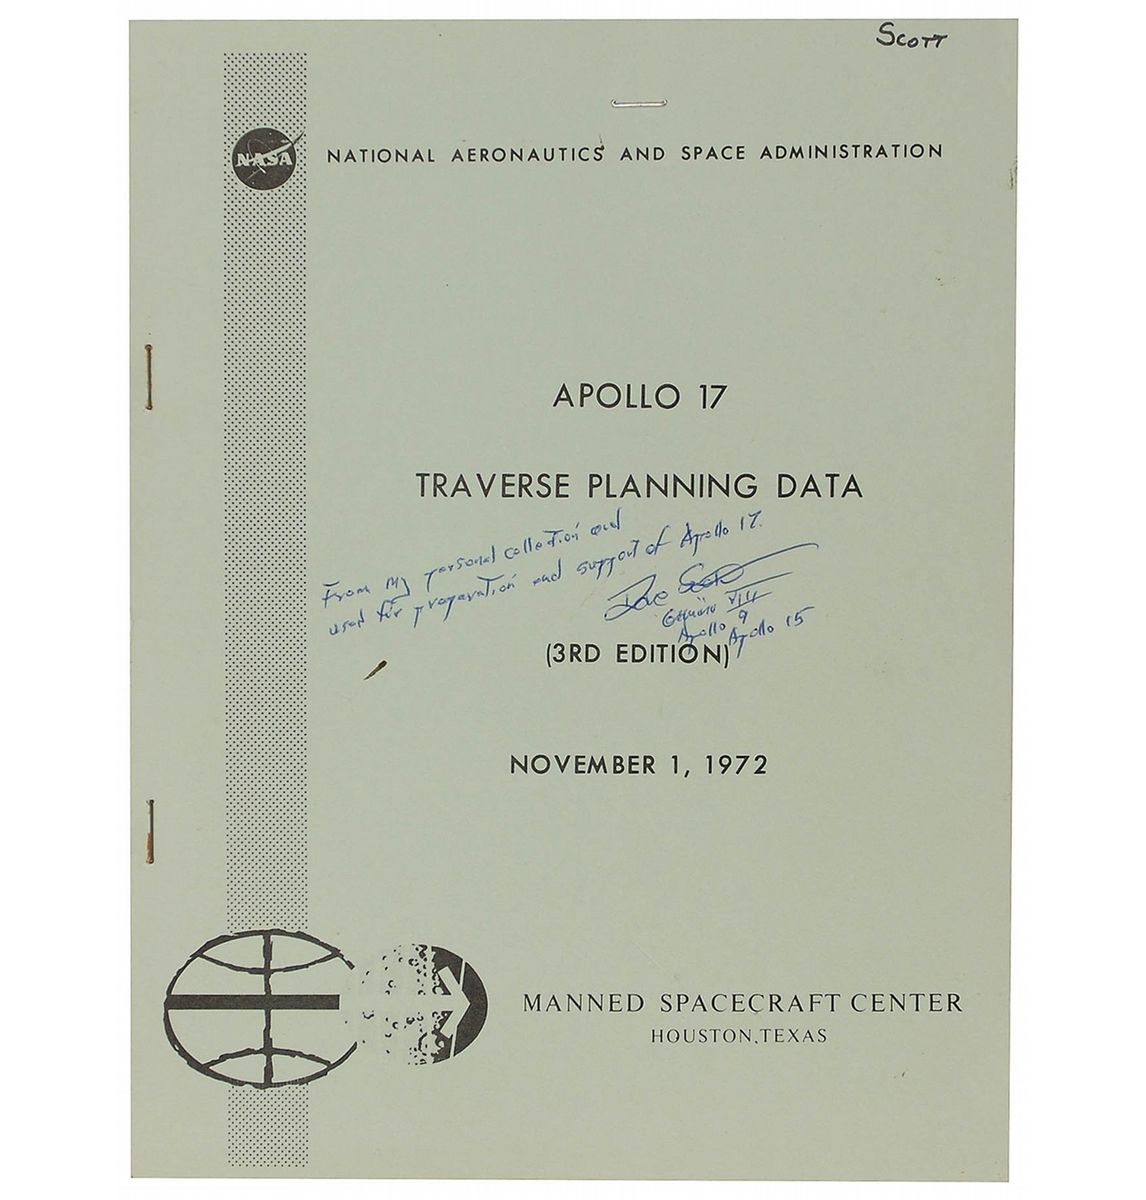 Scott
NASA
NATIONAL AERONAUTICS AND SPACE ADMINISTRATION
APOLLO 17
TRAVERSE PLANNING DATA
From my personal collection and
used for preparation and support of Apollo 17.
Dave Scott
Gemini VIII
Apollo 9
Apollo 15
(3RD EDITION)
NOVEMBER 1, 1972
MANNED SPACECRAFT CENTER
HOUSTON, TEXAS